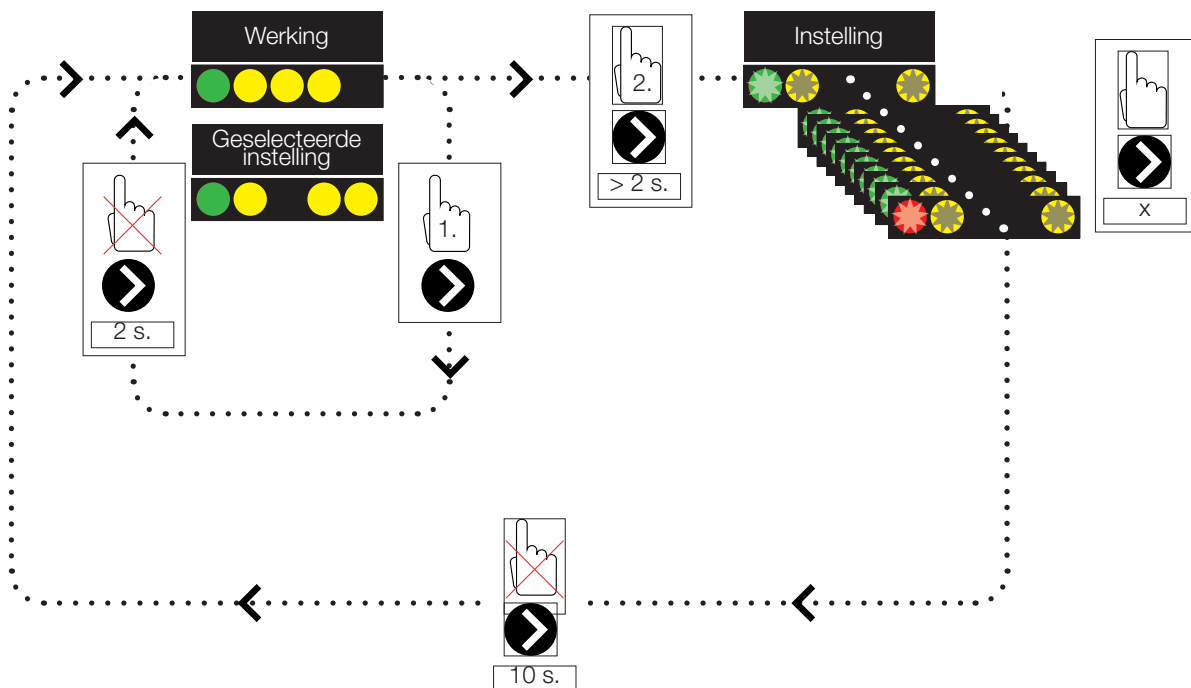 Werking
Geselecteerde
instelling
2 s.
1.
2.
> 2 s.
Instelling
x
10 s.